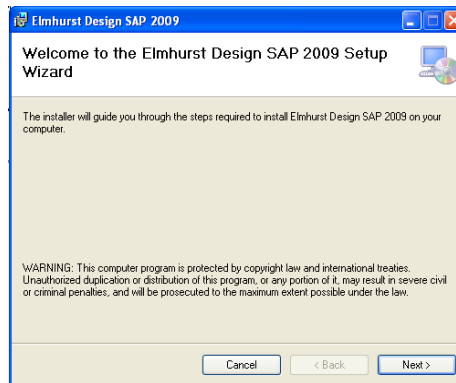 Elmhurst Design SAP 2009
Welcome to the Elmhurst Design SAP 2009 Setup
Wizard
The installer will guide you through the steps required to install Elmhurst Design SAP 2009 on your
computer.
WARNING: This computer program is protected by copyright law and international treaties.
Unauthorized duplication or distribution of this program, or any portion of it, may result in severe civil
or criminal penalties, and will be prosecuted to the maximum extent possible under the law.
Cancel
< Back
Next >